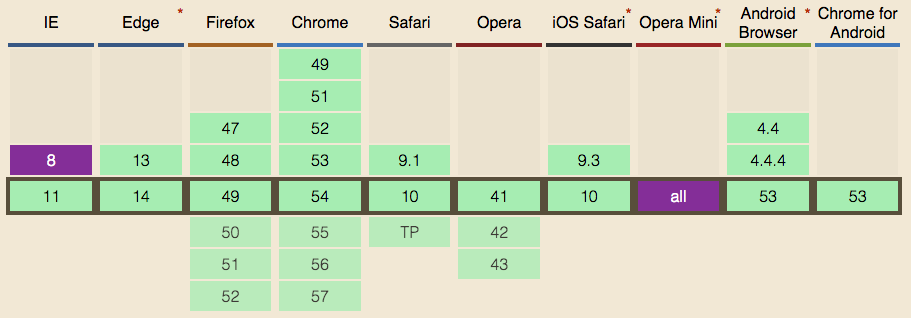 IE Edge * Firefox Chrome Safari Opera iOS Safari * Opera Mini * Android Browser * Chrome for Android
49
51
47 52 4.4
8 13 48 53 9.1 9.3 4.4.4
11 14 49 54 10 41 10 all 53 53
50 55 TP 42
51 56 43
52 57